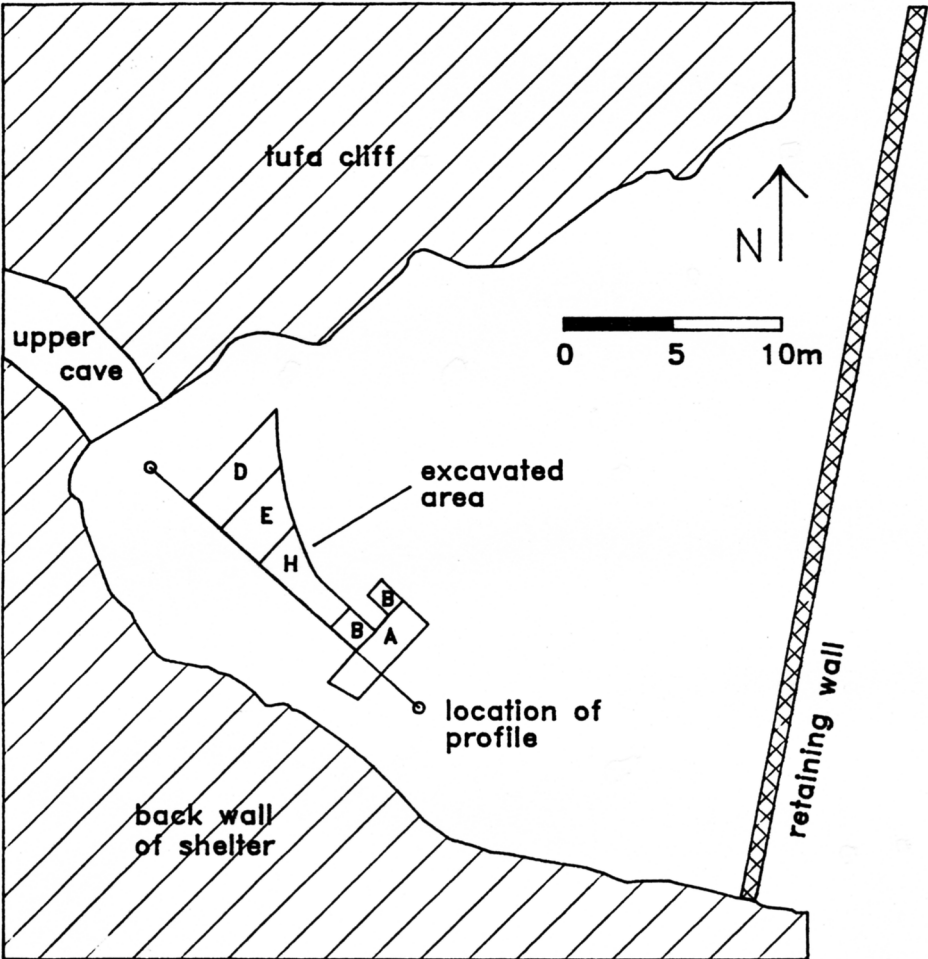 tufa cliff
N
upper
cave
0 5 10m
D
excavated
area
E
H
B
B
A
location of
profile
retaining wall
back wall
of shelter